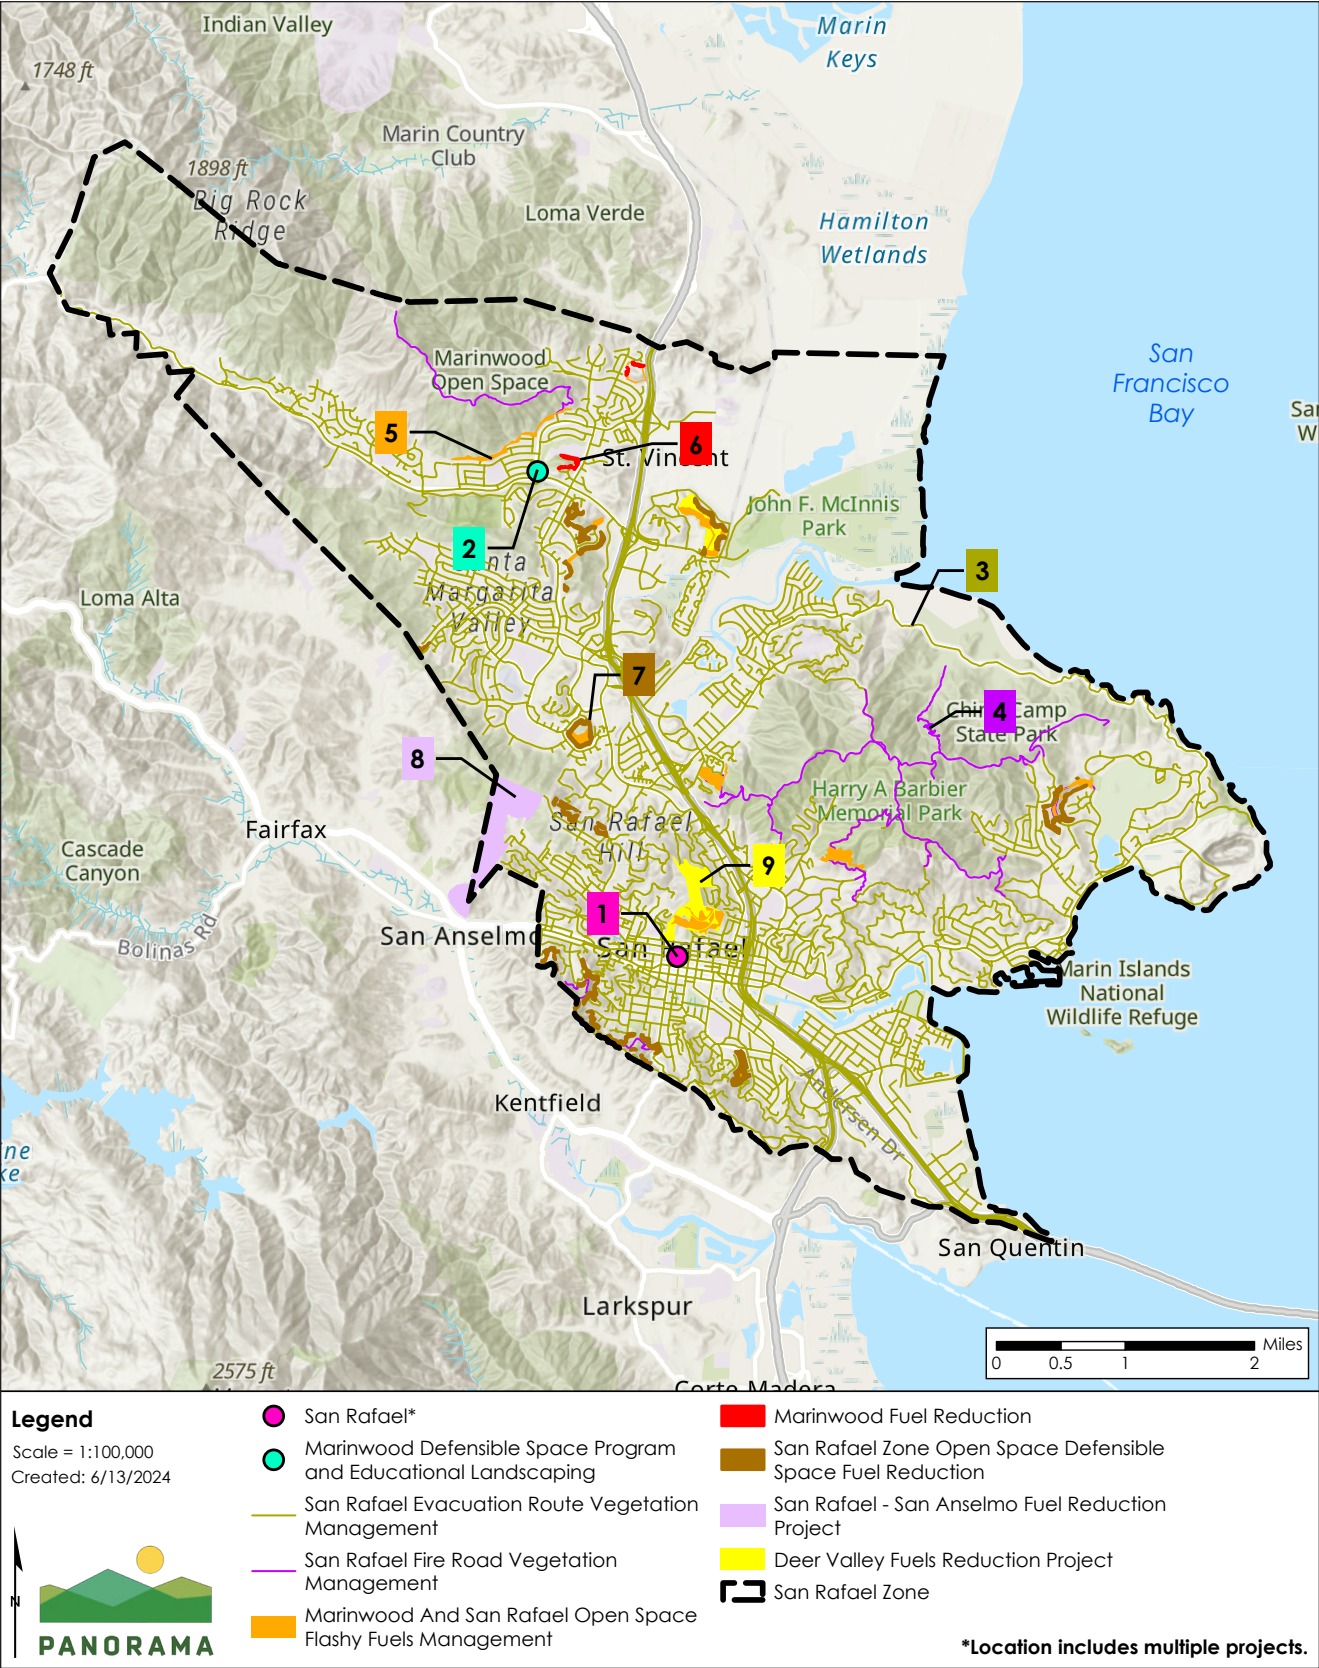 Indian Valley
Marin
Keys
1748 ft
Marin Country
Club
1898 ft
Big Rock
Ridge
Loma Verde
Hamilton
Wetlands
San
Francisco
Bay
Marinwood
Open Space
5
6
St. Vincent
John F. McInnis
Park
2
Margarita
Valley
3
Loma Alta
7
4
State Park
8
Harry A Barbier
Memorial Park
San Rafael
Hill
Fairfax
Cascade
Canyon
9
1
San Anselmo
San Rafael
Bolinas Rd
Marin Islands
National
Wildlife Refuge
Kentfield
Andersen Dr
San Quentin
Larkspur
2575 ft
Corte Madera
0 0.5 1 2 Miles
Legend
Scale = 1:100,000
Created: 6/13/2024
N
PANORAMA
San Rafael*
Marinwood Defensible Space Program
and Educational Landscaping
San Rafael Evacuation Route Vegetation
Management
San Rafael Fire Road Vegetation
Management
Marinwood And San Rafael Open Space
Flashy Fuels Management
Marinwood Fuel Reduction
San Rafael Zone Open Space Defensible
Space Fuel Reduction
San Rafael - San Anselmo Fuel Reduction
Project
Deer Valley Fuels Reduction Project
San Rafael Zone
*Location includes multiple projects.